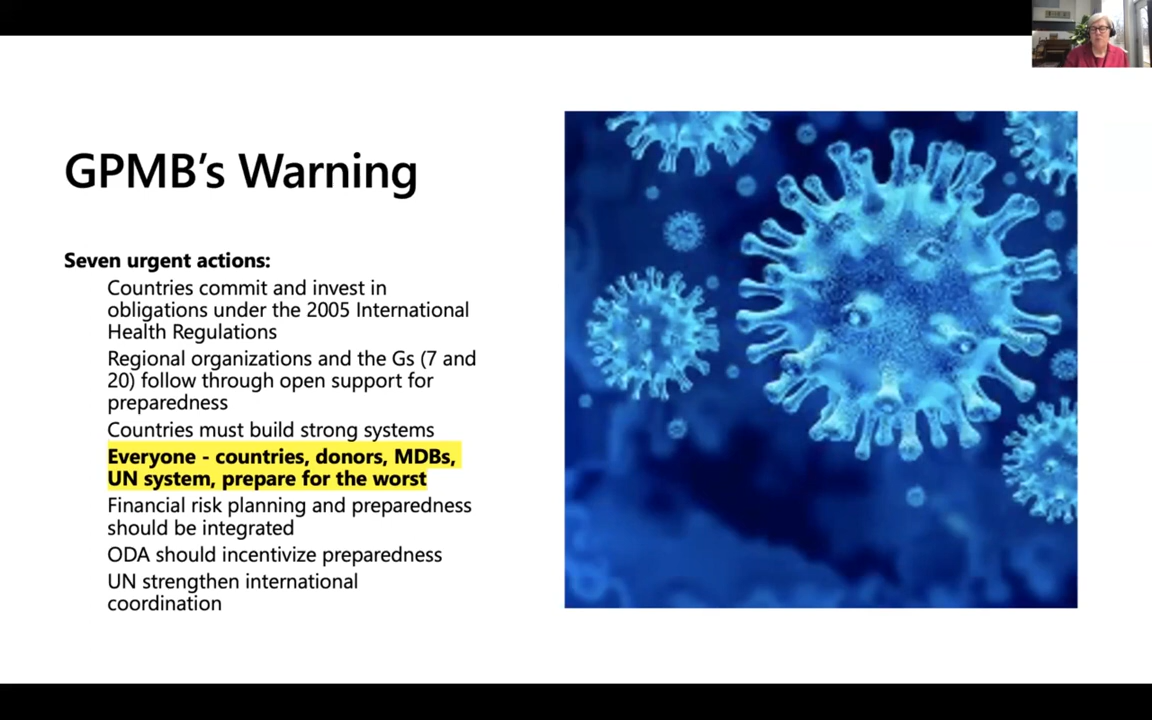 GPMB’s Warning
Seven urgent actions:
Countries commit and invest in
obligations under the 2005 International
Health Regulations
Regional organizations and the Gs (7 and
20) follow through open support for
preparedness
Countries must build strong systems
Everyone - countries, donors, MDBs,
UN system, prepare for the worst
Financial risk planning and preparedness
should be integrated
ODA should incentivize preparedness
UN strengthen international
coordination